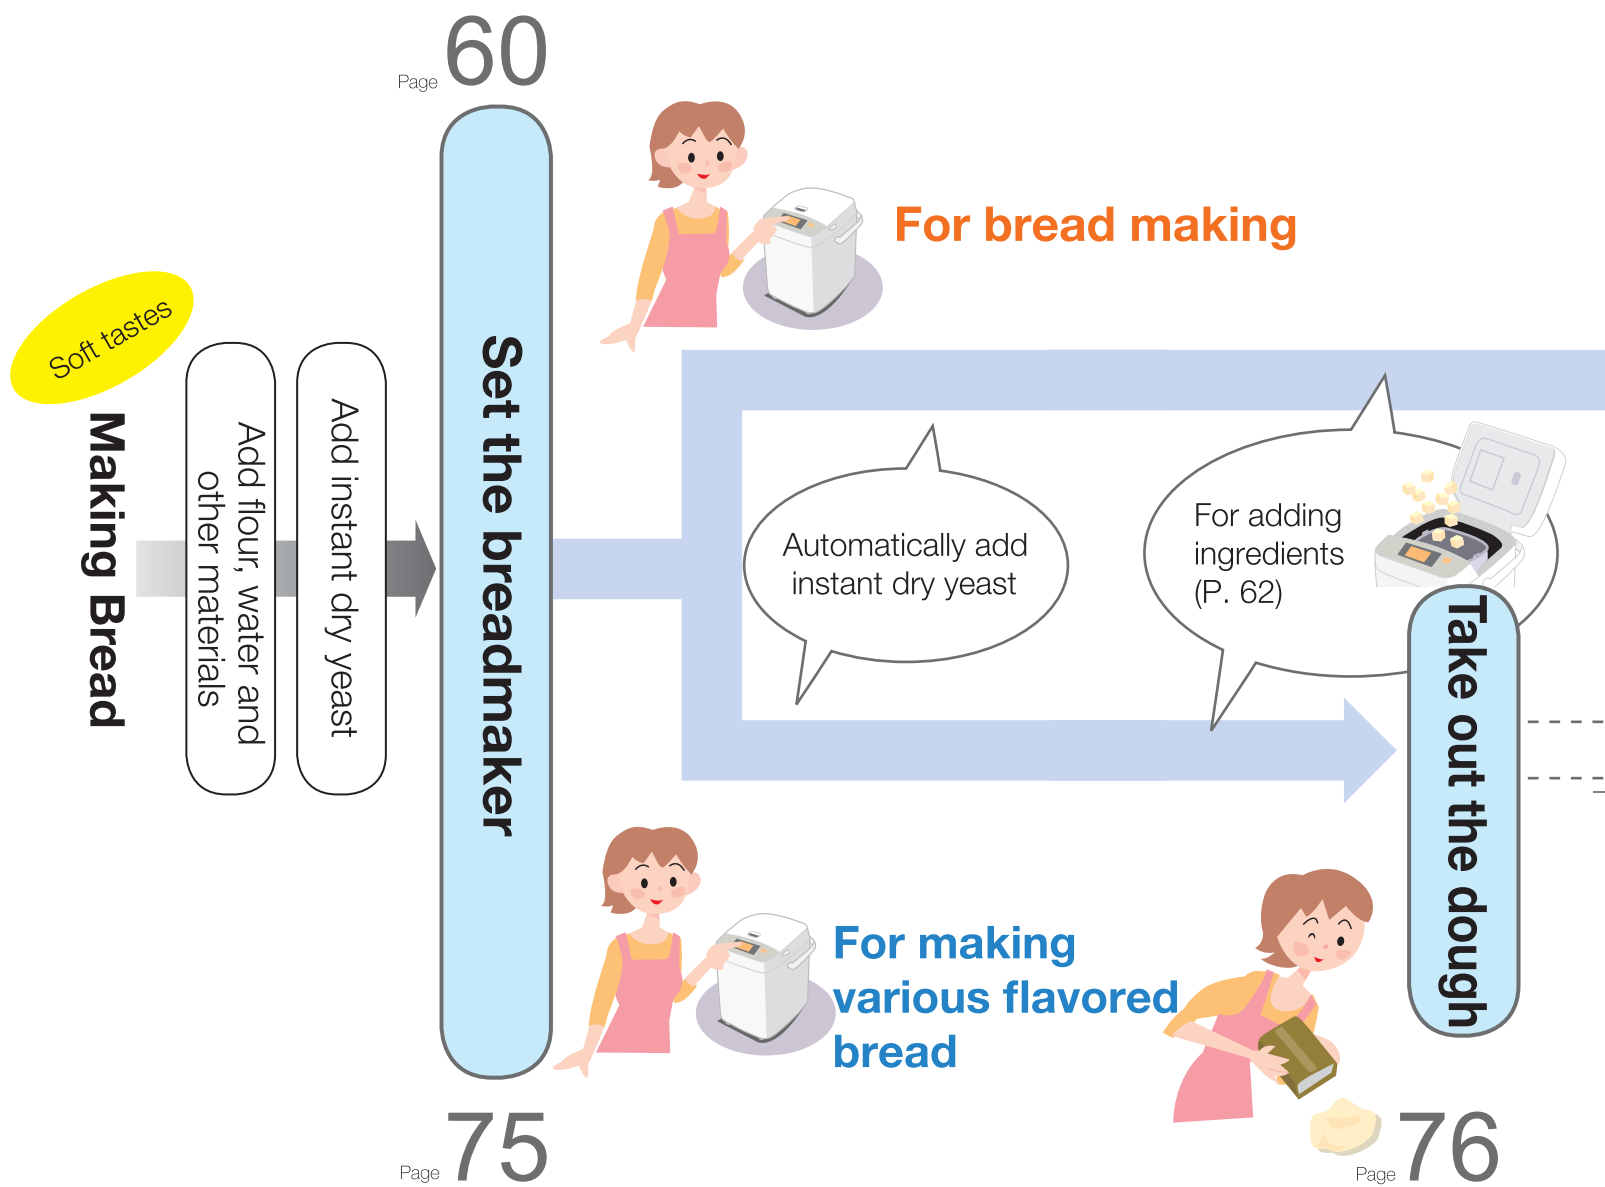 Page 60
For bread making
Soft tastes
Making Bread
Add flour, water and
other materials
Add instant dry yeast
Set the breadmaker
Automatically add
instant dry yeast
For adding
ingredients
(P. 62)
Take out the dough
For making
various flavored
bread
Page 75
Page 76